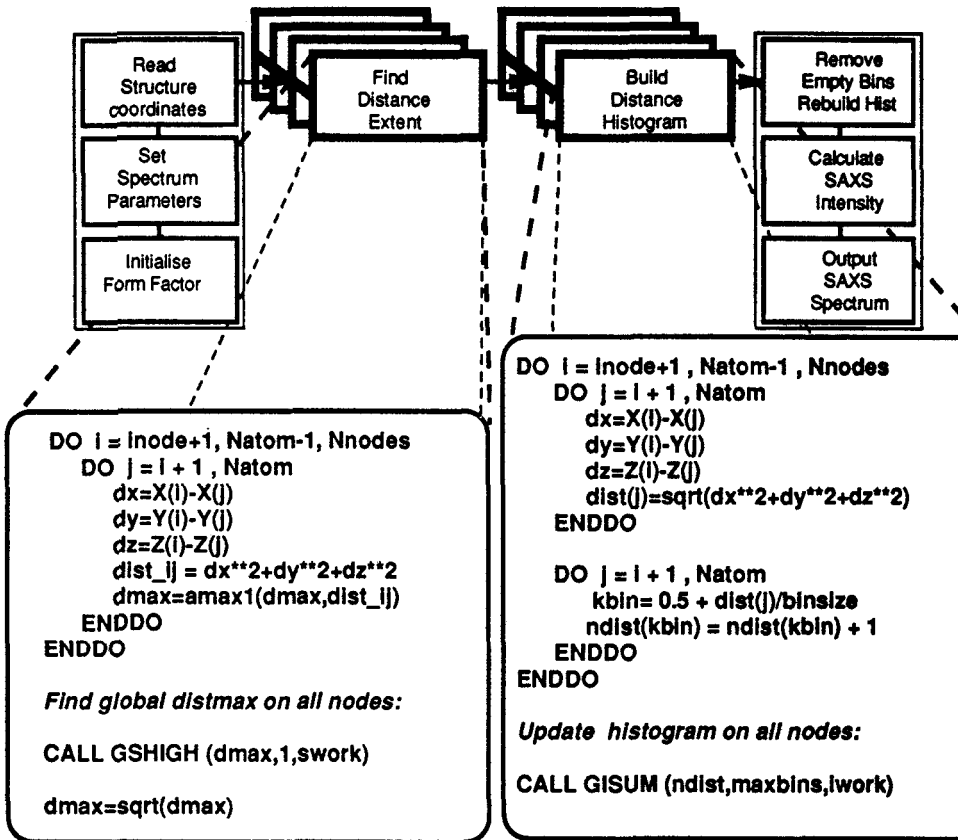 Read
Structure
coordinates
Set
Spectrum
Parameters
Initialise
Form Factor
Find
Distance
Extent
Build
Distance
Histogram
Remove
Empty Bins
Rebuild Hist
Calculate
SAXS
Intensity
Output
SAXS
Spectrum
DO i = inode+1, Natom-1, Nnodes
DO j = i + 1 , Natom
dx=X(i)-X(j)
dy=Y(i)-Y(j)
dz=Z(i)-Z(j)
dist_ij = dx**2+dy**2+dz**2
dmax=amax1(dmax,dist_ij)
ENDDO
ENDDO
Find global distmax on all nodes:
CALL GSHIGH (dmax,1,swork)
dmax=sqrt(dmax)
DO i = inode+1 , Natom-1 , Nnodes
DO j = i + 1 , Natom
dx=X(i)-X(j)
dy=Y(i)-Y(j)
dz=Z(i)-Z(j)
dist(j)=sqrt(dx**2+dy**2+dz**2)
ENDDO
DO j = i + 1 , Natom
kbin= 0.5 + dist(j)/binsize
ndist(kbin) = ndist(kbin) + 1
ENDDO
ENDDO
Update histogram on all nodes:
CALL GISUM (ndist,maxbins,iwork)